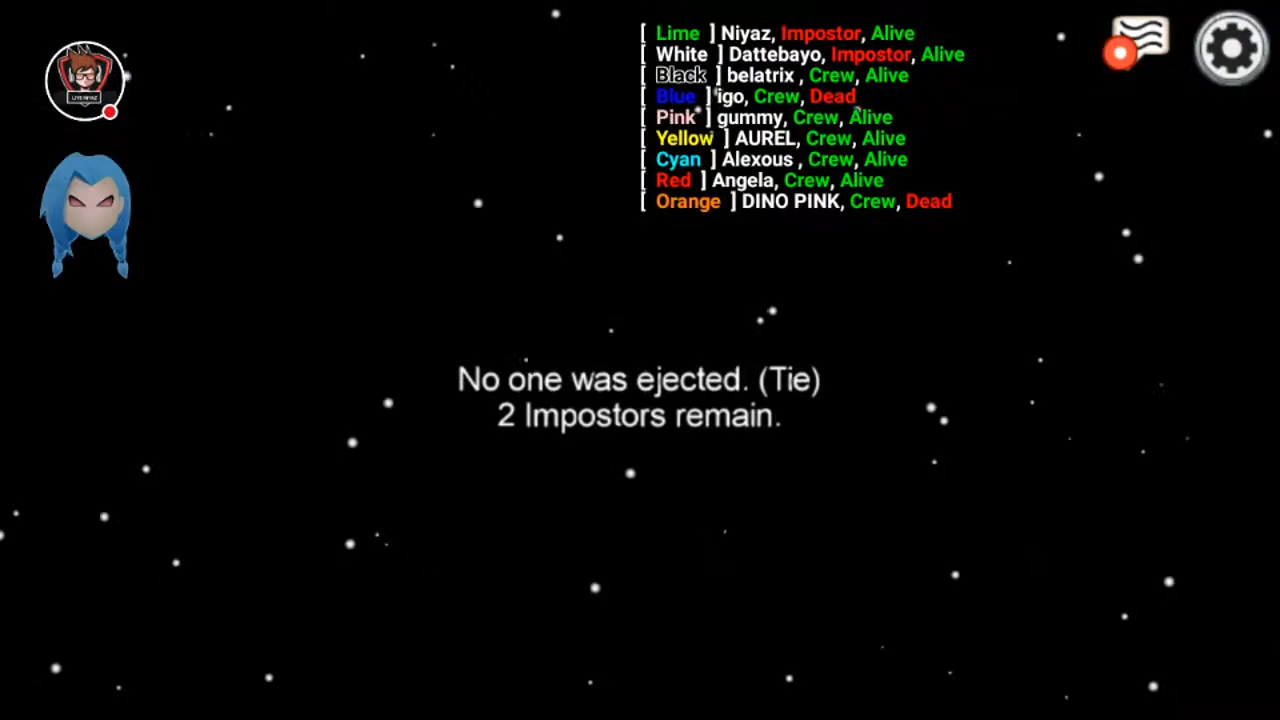 [ Lime ] Niyaz, Impostor, Alive
[ White ] Dattebayo, Impostor, Alive
[ Black ] belatrix , Crew, Alive
[ Blue ] igo, Crew, Dead
[ Pink ] gummy, Crew, Alive
[ Yellow ] AUREL, Crew, Alive
[ Cyan ] Alexous , Crew, Alive
[ Red ] Angela, Crew, Alive
[ Orange ] DINO PINK, Crew, Dead
No one was ejected. (Tie)
2 Impostors remain.